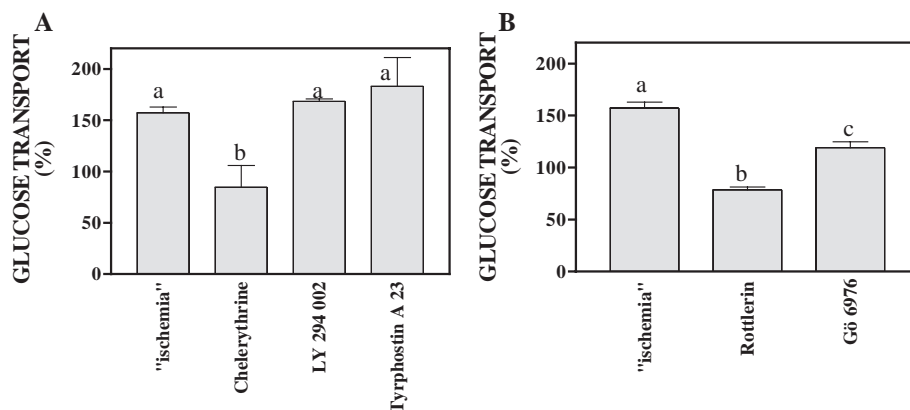 A
GLUCOSE TRANSPORT
(%)
200
150
100
50
0
a
b
a
a
"ischemia"
Chelerythrine
LY 294 002
Tyrphostin A 23
B
GLUCOSE TRANSPORT
(%)
200
150
100
50
0
a
b
c
"ischemia"
Rottlerin
Gö 6976